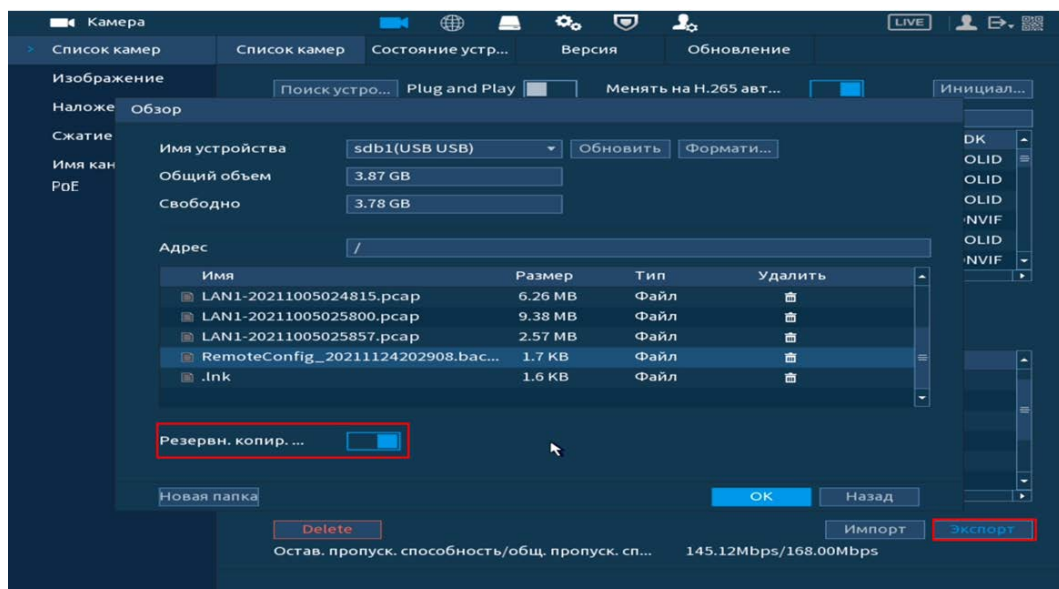 Камера
LIVE
Список камер
Список камер Состояние устр... Версия Обновление
Изображение
Поиск устро... Plug and Play Менять на H.265 авт... Инициал...
Наложе
Обзор
Сжатие
DK
Имя устройства sdb1(USB USB) Обновить Формати...
OLID
Имя кан
Общий объем 3.87 GB
OLID
PoE
Свободно 3.78 GB
OLID
NVIF
Адрес /
OLID
NVIF
Имя Размер Тип Удалить
LAN1-20211005024815.pcap 6.26 MB Файл
LAN1-20211005025800.pcap 9.38 MB Файл
LAN1-20211005025857.pcap 2.57 MB Файл
RemoteConfig_20211124202908.bac... 1.7 KB Файл
.lnk 1.6 KB Файл
Резервн. копир. ...
Новая папка OK Назад
Delete Импорт Экспорт
Остав. пропуск. способность/общ. пропуск. сп... 145.12Mbps/168.00Mbps